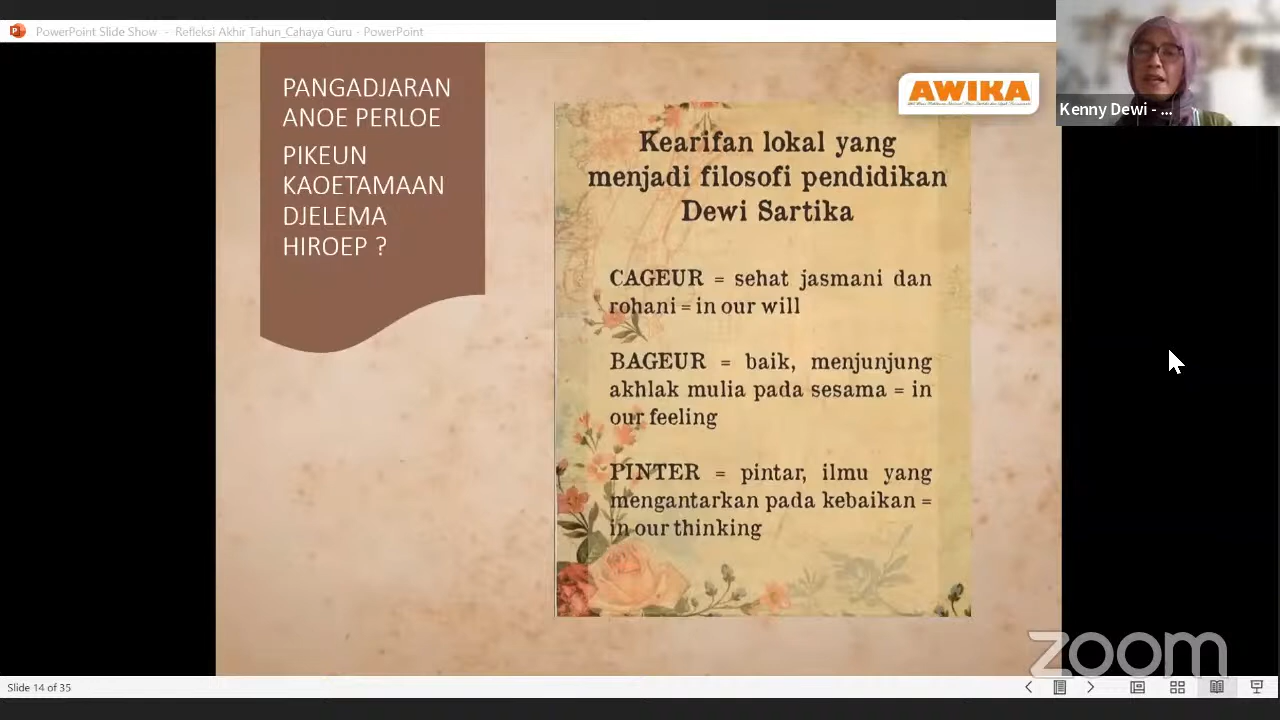 PowerPoint Slide Show - Refleksi Akhir Tahun_Cahaya Guru - PowerPoint
PANGADJARAN
ANOE PERLOE
PIKEUN
KAOETAMAAN
DJELEMA
HIROEP ?
AWIKA
Kearifan lokal yang
menjadi filosofi pendidikan
Dewi Sartika
CAGEUR = sehat jasmani dan
rohani = in our will
BAGEUR = baik, menjunjung
akhlak mulia pada sesama = in
our feeling
PINTER = pintar, ilmu yang
mengantarkan pada kebaikan =
in our thinking
Kenny Dewi - ...
zoom
Slide 14 of 35